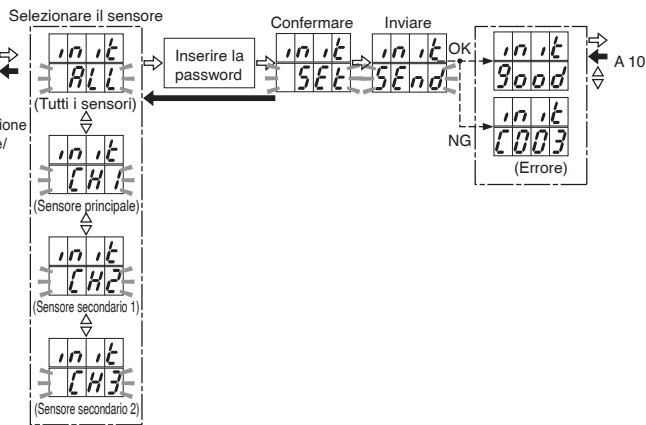 Selezionare il sensore
init
ALL
(Tutti i sensori)
init
CH1
(Sensore principale)
init
CH2
(Sensore secondario 1)
init
CH3
(Sensore secondario 2)
ione
e/
Inserire la
password
Confermare
init
SEt
Inviare
init
SEnd
OK
init
good
NG
init
C003
(Errore)
A 10